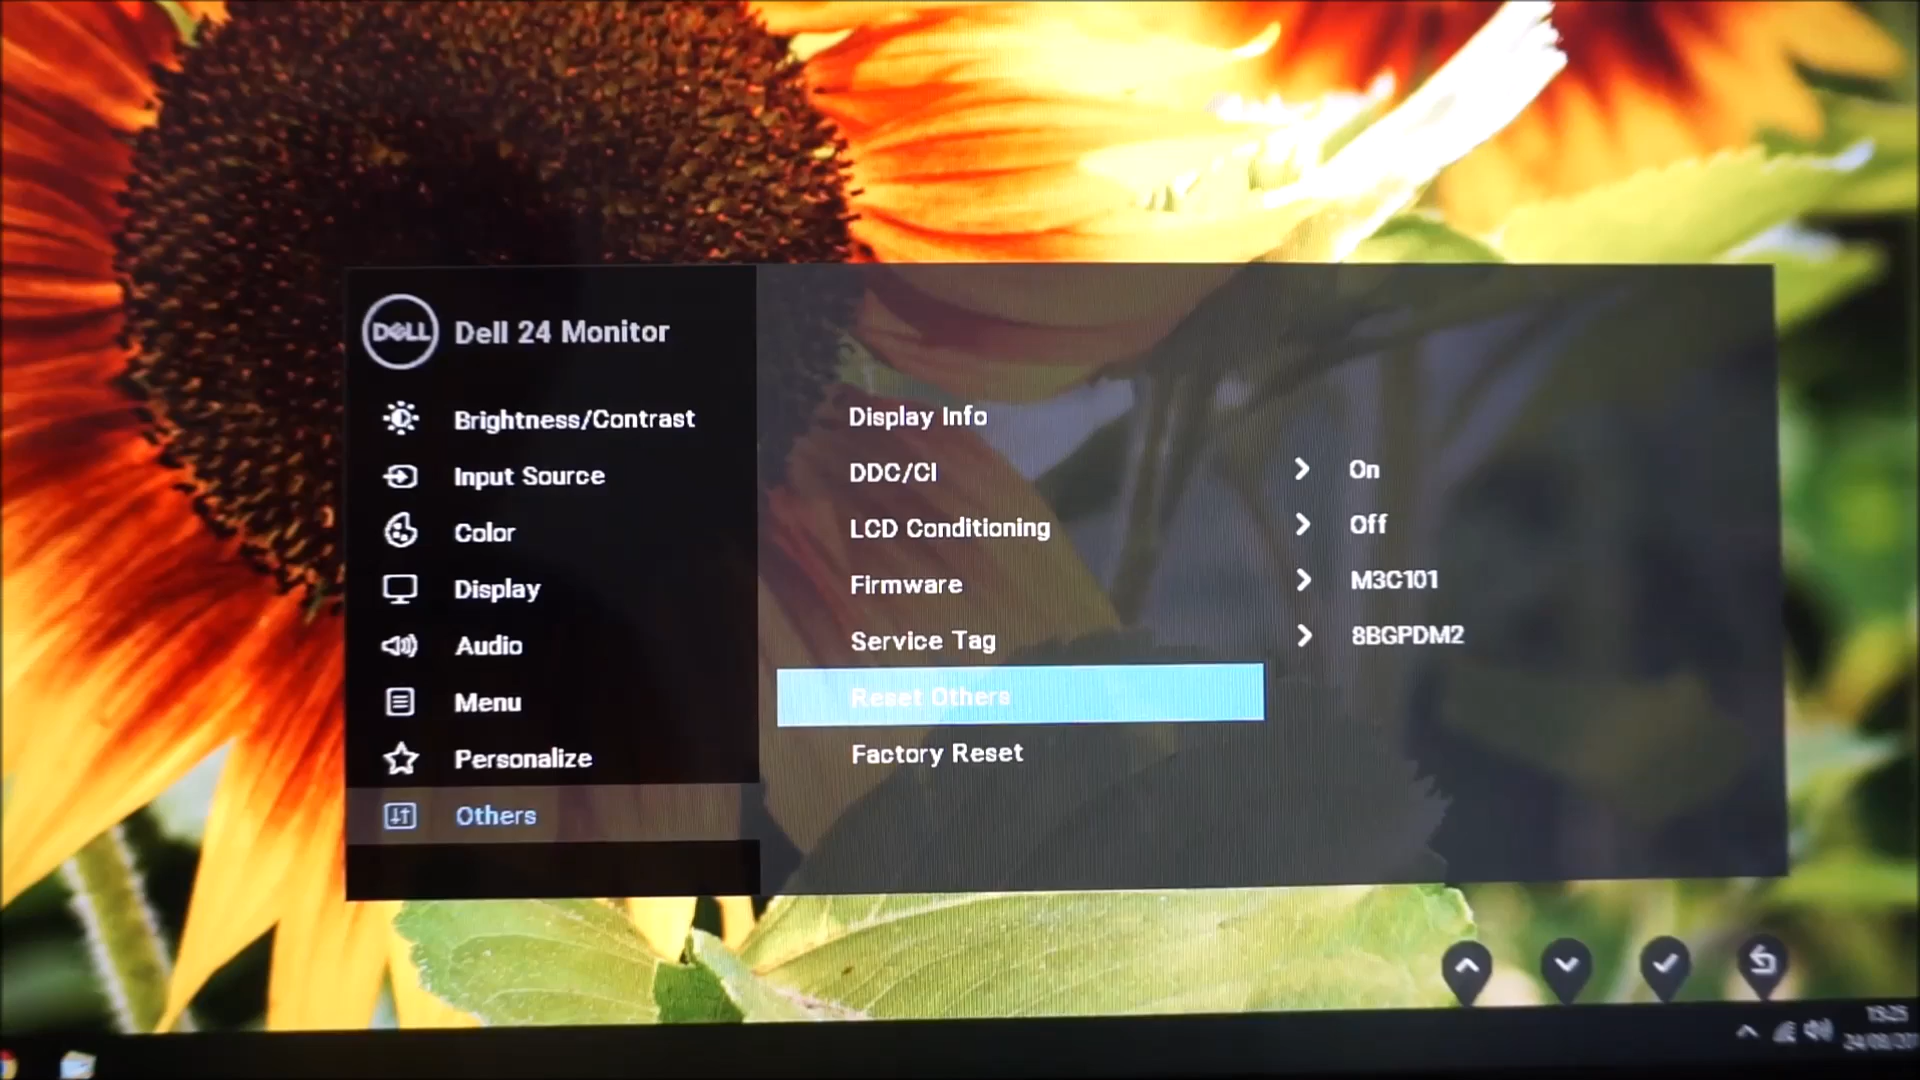 DELL Dell 24 Monitor
Brightness/Contrast
Input Source
Color
Display
Audio
Menu
Personalize
Others
Display Info
DDC/CI On
LCD Conditioning Off
Firmware M3C101
Service Tag 8BGPDM2
Reset Others
Factory Reset